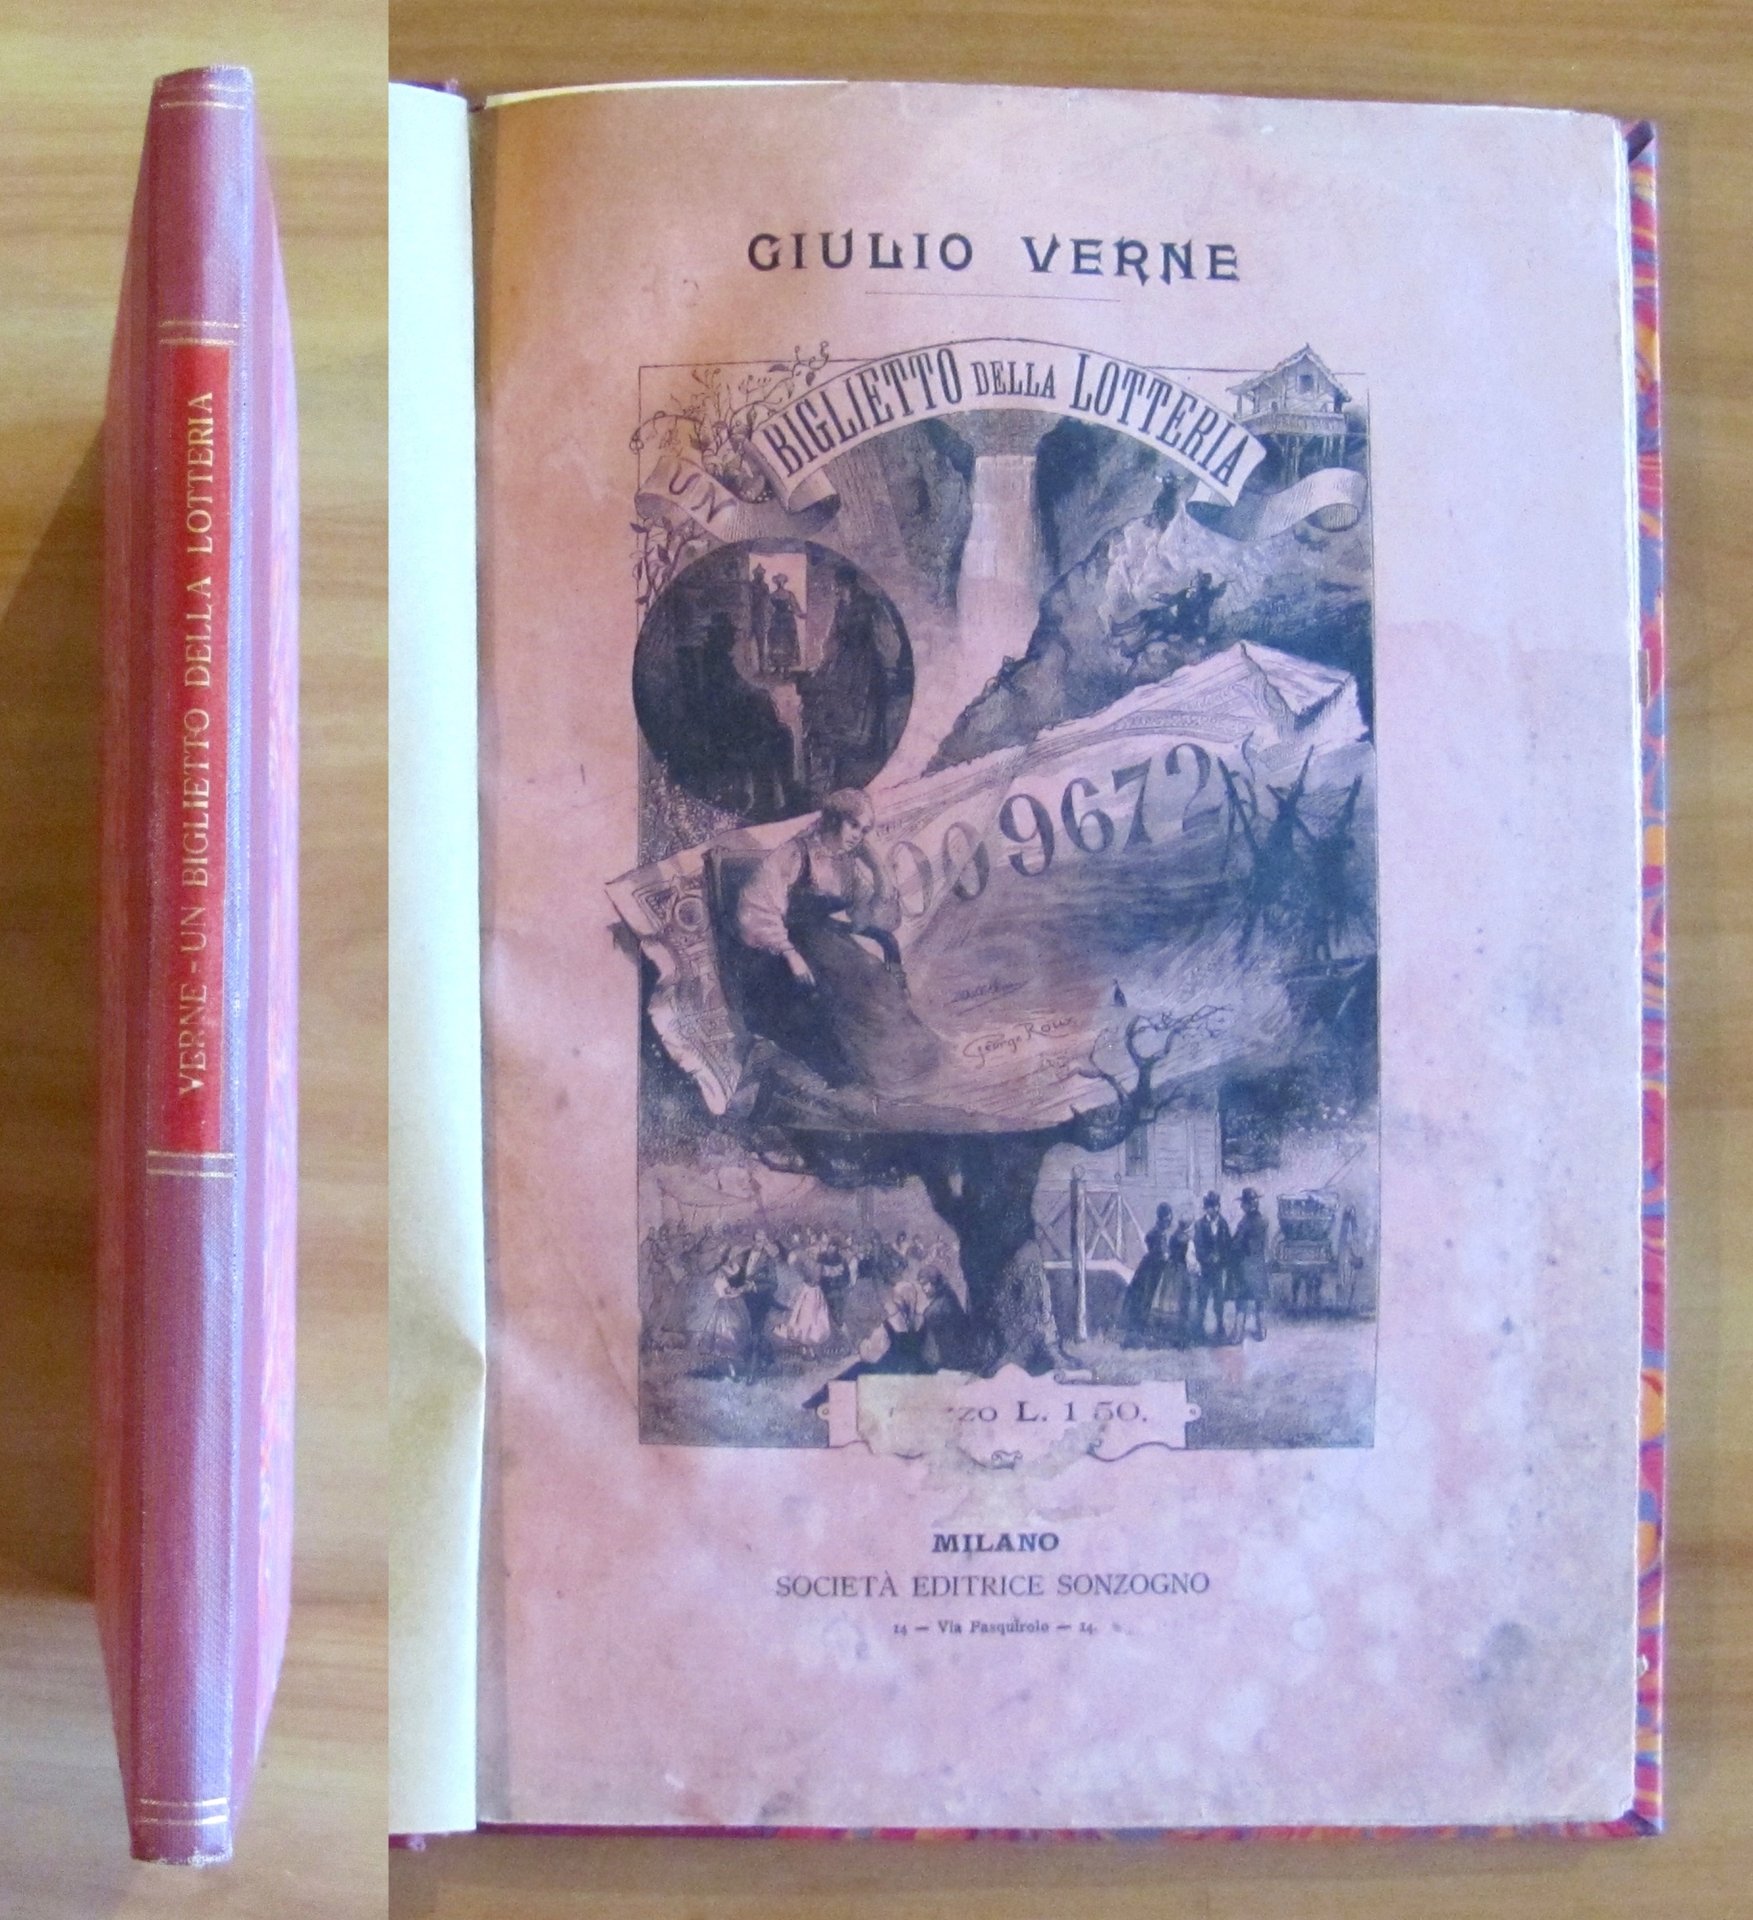 VERNE - UN BIGLIETTO DELLA LOTTERIA
GIULIO VERNE
UN BIGLIETTO DELLA LOTTERIA
009672
George Roux
L. 1 50.
MILANO
SOCIETÀ EDITRICE SONZOGNO
14 — Via Pasquirolo — 14.